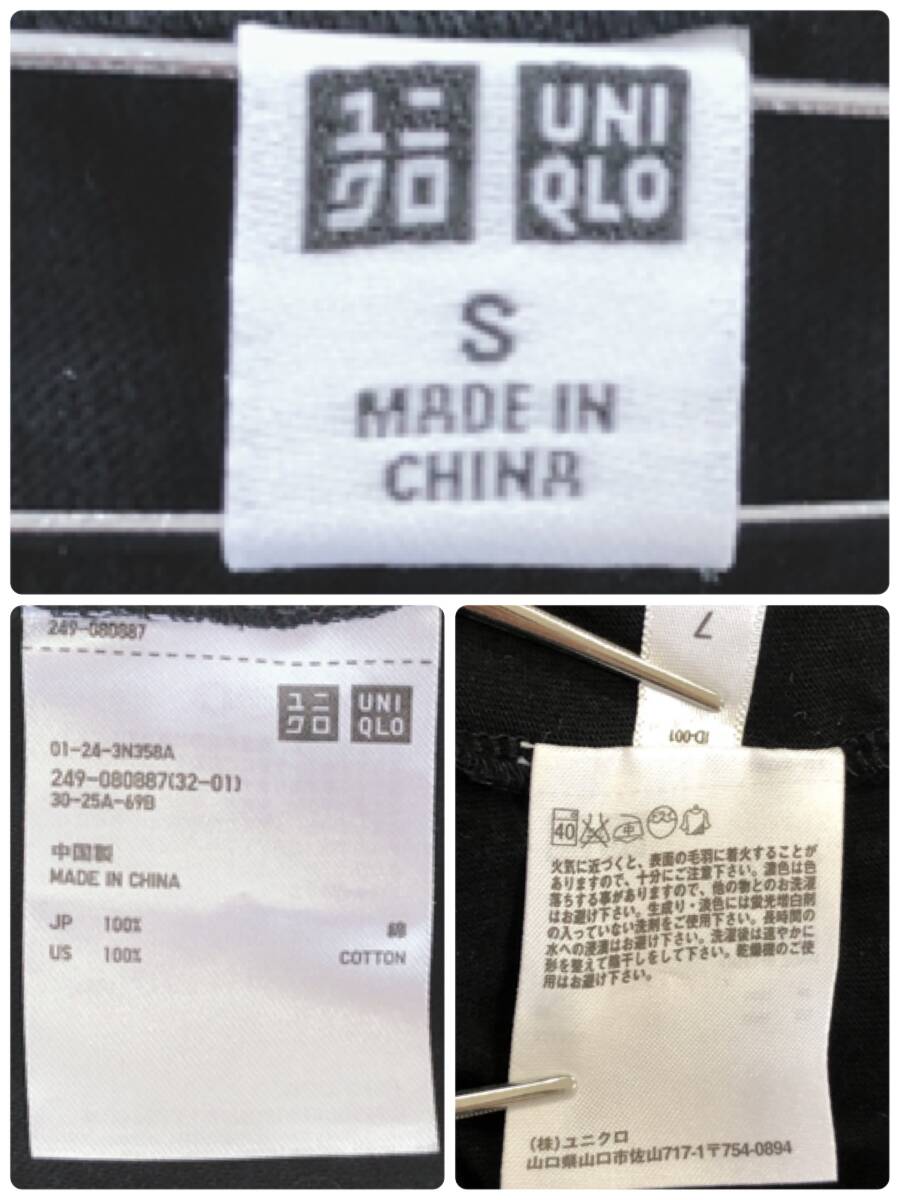 ユニ
クロ
UNI
QLO
S
MADE IN
CHINA
249-080887
ユニ
クロ
UNI
QLO
01-24-3N358A
249-080887(32-01)
30-25A-69B
中国製
MADE IN CHINA
JP 100% 綿
US 100% COTTON
7
ID-001
40 中
火気に近づくと、表面の毛羽に着火することが
ありますので、十分にご注意下さい。濃色は色
落ちする事がありますので、他の物とのお洗濯
はお避け下さい。生成り・淡色には蛍光増白剤
の入っていない洗剤をご使用下さい。長時間の
水への浸漬はお避け下さい。洗濯後は速やかに
形を整えて陰干しをして下さい。乾燥機のご使
用はお避け下さい。
(株)ユニクロ
山口県山口市佐山717-1〒754-0894